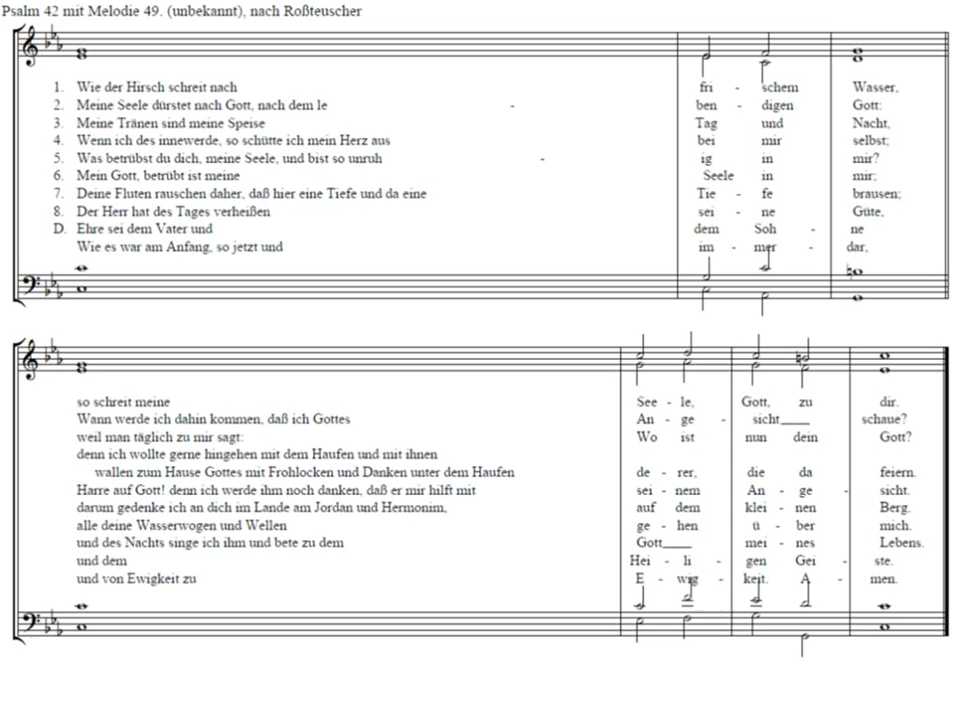 Psalm 42 mit Melodie 49. (unbekannt), nach Roßteuscher
1. Wie der Hirsch schreit nach fri - schem Wasser,
2. Meine Seele dürstet nach Gott, nach dem le - ben - digen Gott:
3. Meine Tränen sind meine Speise Tag und Nacht,
4. Wenn ich des innewerde, so schütte ich mein Herz aus bei mir selbst;
5. Was betrübst du dich, meine Seele, und bist so unruh - ig in mir?
6. Mein Gott, betrübt ist meine Seele in mir;
7. Deine Fluten rauschen daher, daß hier eine Tiefe und da eine Tie - fe brausen;
8. Der Herr hat des Tages verheißen sei - ne Güte,
D. Ehre sei dem Vater und dem Soh - ne
Wie es war am Anfang, so jetzt und im - mer - dar,
so schreit meine See - le, Gott, zu dir.
Wann werde ich dahin kommen, daß ich Gottes An - ge - sicht___ schaue?
weil man täglich zu mir sagt: Wo ist nun dein Gott?
denn ich wollte gerne hingehen mit dem Haufen und mit ihnen
wallen zum Hause Gottes mit Frohlocken und Danken unter dem Haufen de - rer, die da feiern.
Harre auf Gott! denn ich werde ihm noch danken, daß er mir hilft mit sei - nem An - ge - sicht.
darum gedenke ich an dich im Lande am Jordan und Hermonim, auf dem klei - nen Berg.
alle deine Wasserwogen und Wellen ge - hen ü - ber mich.
und des Nachts singe ich ihm und bete zu dem Gott___ mei - nes Lebens.
und dem Hei - li - gen Gei - ste.
und von Ewigkeit zu E - wig - keit. A - men.